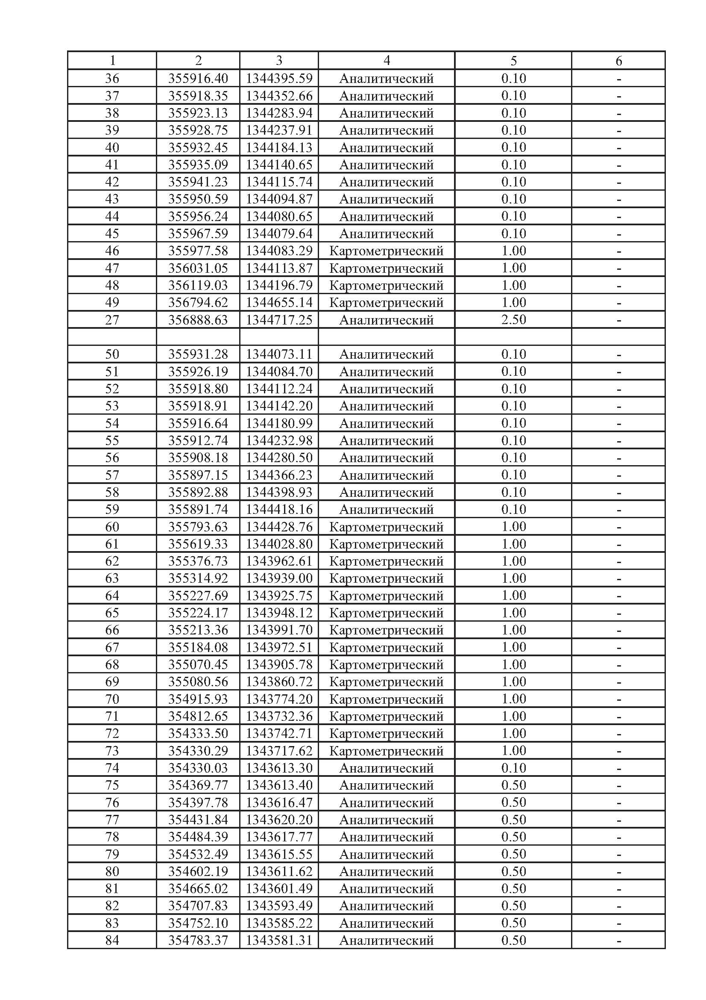 1 2 3 4 5 6
36 355916.40 1344395.59 Аналитический 0.10 -
37 355918.35 1344352.66 Аналитический 0.10 -
38 355923.13 1344283.94 Аналитический 0.10 -
39 355928.75 1344237.91 Аналитический 0.10 -
40 355932.45 1344184.13 Аналитический 0.10 -
41 355935.09 1344140.65 Аналитический 0.10 -
42 355941.23 1344115.74 Аналитический 0.10 -
43 355950.59 1344094.87 Аналитический 0.10 -
44 355956.24 1344080.65 Аналитический 0.10 -
45 355967.59 1344079.64 Аналитический 0.10 -
46 355977.58 1344083.29 Картометрический 1.00 -
47 356031.05 1344113.87 Картометрический 1.00 -
48 356119.03 1344196.79 Картометрический 1.00 -
49 356794.62 1344655.14 Картометрический 1.00 -
27 356888.63 1344717.25 Аналитический 2.50 -
50 355931.28 1344073.11 Аналитический 0.10 -
51 355926.19 1344084.70 Аналитический 0.10 -
52 355918.80 1344112.24 Аналитический 0.10 -
53 355918.91 1344142.20 Аналитический 0.10 -
54 355916.64 1344180.99 Аналитический 0.10 -
55 355912.74 1344232.98 Аналитический 0.10 -
56 355908.18 1344280.50 Аналитический 0.10 -
57 355897.15 1344366.23 Аналитический 0.10 -
58 355892.88 1344398.93 Аналитический 0.10 -
59 355891.74 1344418.16 Аналитический 0.10 -
60 355793.63 1344428.76 Картометрический 1.00 -
61 355619.33 1344028.80 Картометрический 1.00 -
62 355376.73 1343962.61 Картометрический 1.00 -
63 355314.92 1343939.00 Картометрический 1.00 -
64 355227.69 1343925.75 Картометрический 1.00 -
65 355224.17 1343948.12 Картометрический 1.00 -
66 355213.36 1343991.70 Картометрический 1.00 -
67 355184.08 1343972.51 Картометрический 1.00 -
68 355070.45 1343905.78 Картометрический 1.00 -
69 355080.56 1343860.72 Картометрический 1.00 -
70 354915.93 1343774.20 Картометрический 1.00 -
71 354812.65 1343732.36 Картометрический 1.00 -
72 354333.50 1343742.71 Картометрический 1.00 -
73 354330.29 1343717.62 Картометрический 1.00 -
74 354330.03 1343613.30 Аналитический 0.10 -
75 354369.77 1343613.40 Аналитический 0.50 -
76 354397.78 1343616.47 Аналитический 0.50 -
77 354431.84 1343620.20 Аналитический 0.50 -
78 354484.39 1343617.77 Аналитический 0.50 -
79 354532.49 1343615.55 Аналитический 0.50 -
80 354602.19 1343611.62 Аналитический 0.50 -
81 354665.02 1343601.49 Аналитический 0.50 -
82 354707.83 1343593.49 Аналитический 0.50 -
83 354752.10 1343585.22 Аналитический 0.50 -
84 354783.37 1343581.31 Аналитический 0.50 -